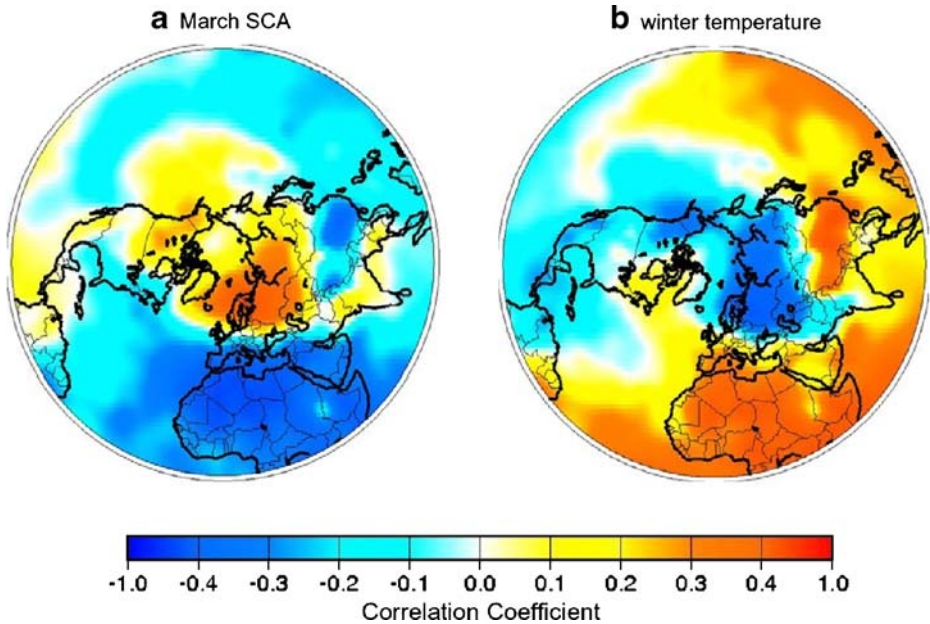 a March SCA
b winter temperature
-1.0 -0.4 -0.3 -0.2 -0.1 0.0 0.1 0.2 0.3 0.4 1.0
Correlation Coefficient